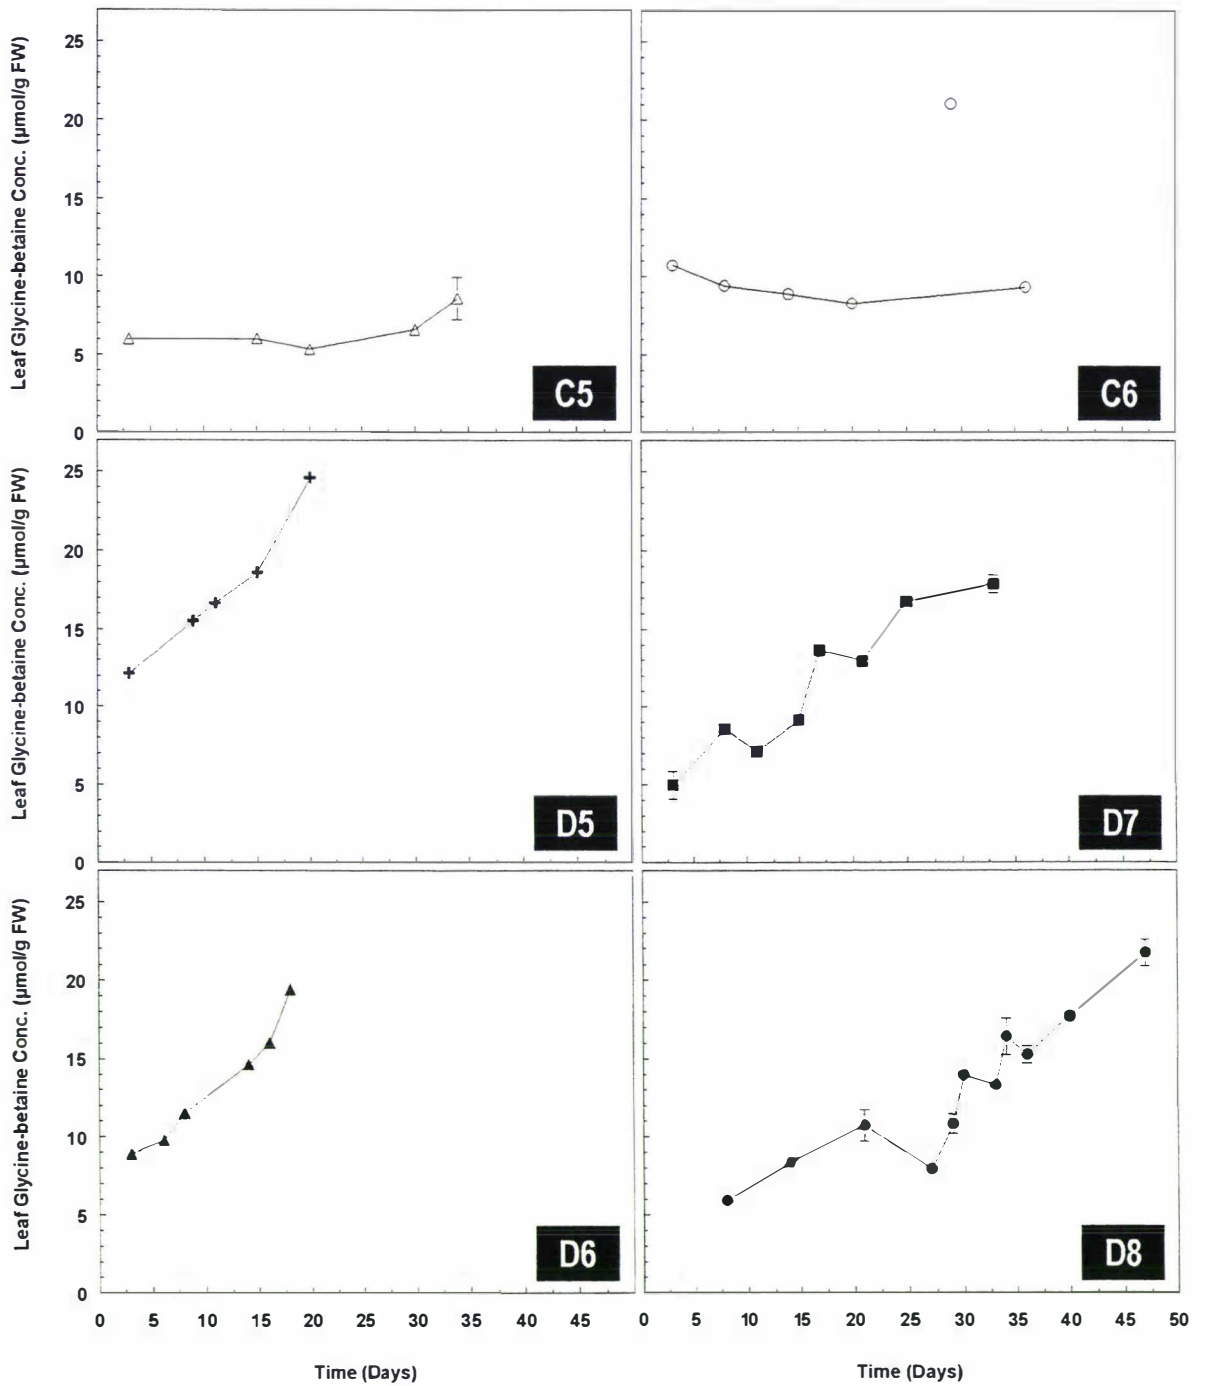 Leaf Glycine-betaine Conc. (µmol/g FW)
25
20
15
10
5
0
C5
C6
Leaf Glycine-betaine Conc. (µmol/g FW)
25
20
15
10
5
0
D5
D7
Leaf Glycine-betaine Conc. (µmol/g FW)
25
20
15
10
5
0
D6
D8
0 5 10 15 20 25 30 35 40 45 0 5 10 15 20 25 30 35 40 45 50
Time (Days) Time (Days)